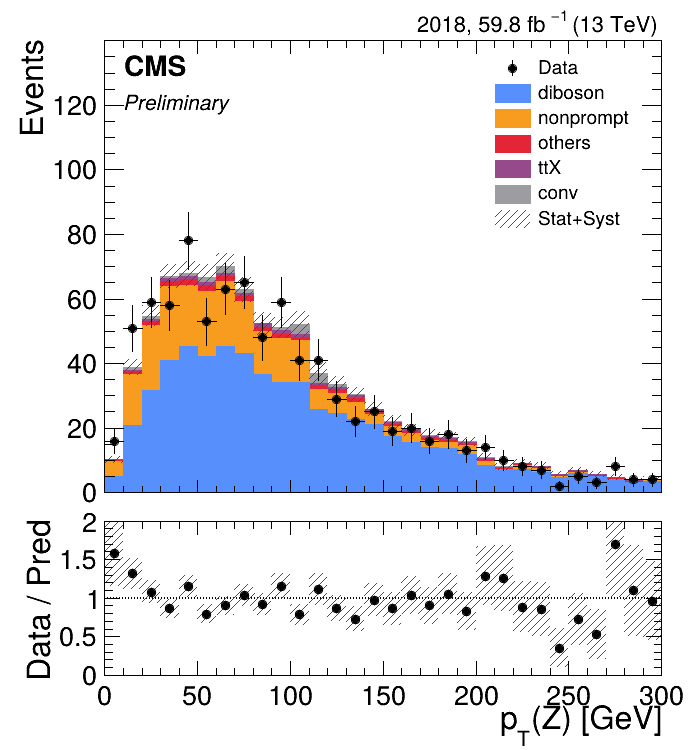 2018, 59.8 fb⁻¹ (13 TeV)
CMS
Preliminary
Data
diboson
nonprompt
others
ttX
conv
Stat+Syst
Events
120
100
80
60
40
20
0
Data / Pred
2
1.5
1
0.5
0
0 50 100 150 200 250 300
p_T(Z) [GeV]